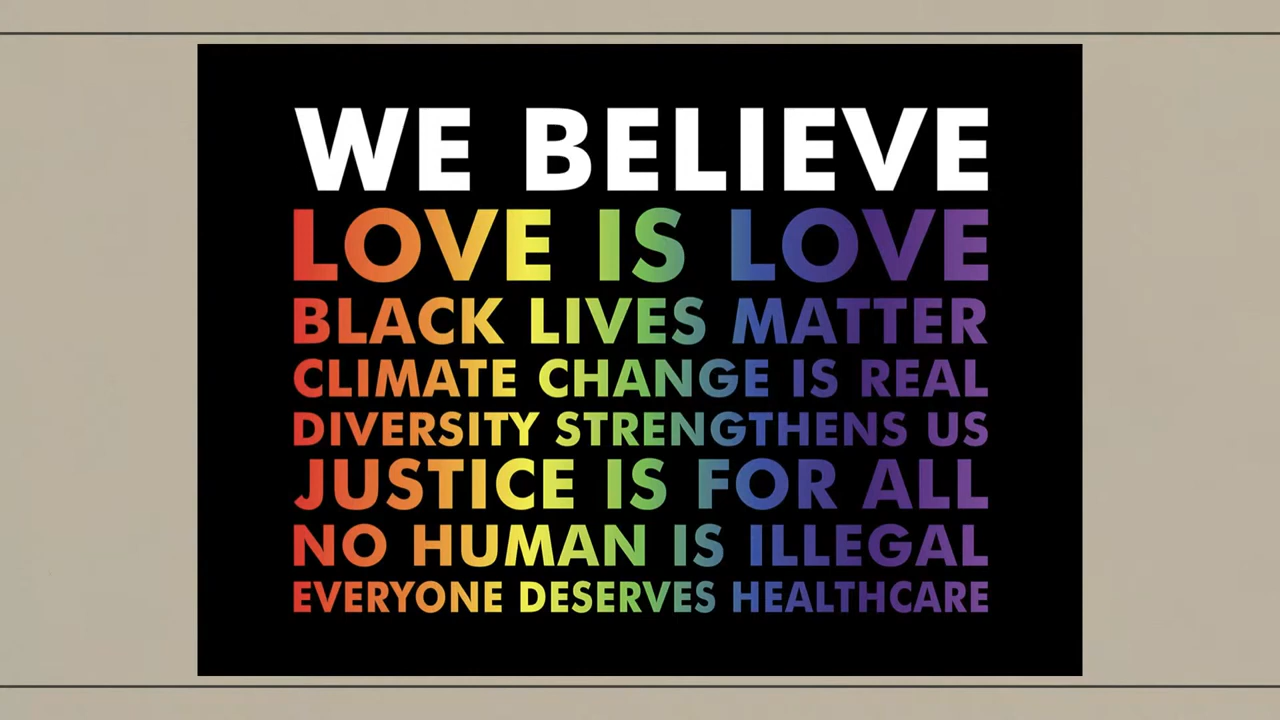 WE BELIEVE
LOVE IS LOVE
BLACK LIVES MATTER
CLIMATE CHANGE IS REAL
DIVERSITY STRENGTHENS US
JUSTICE IS FOR ALL
NO HUMAN IS ILLEGAL
EVERYONE DESERVES HEALTHCARE